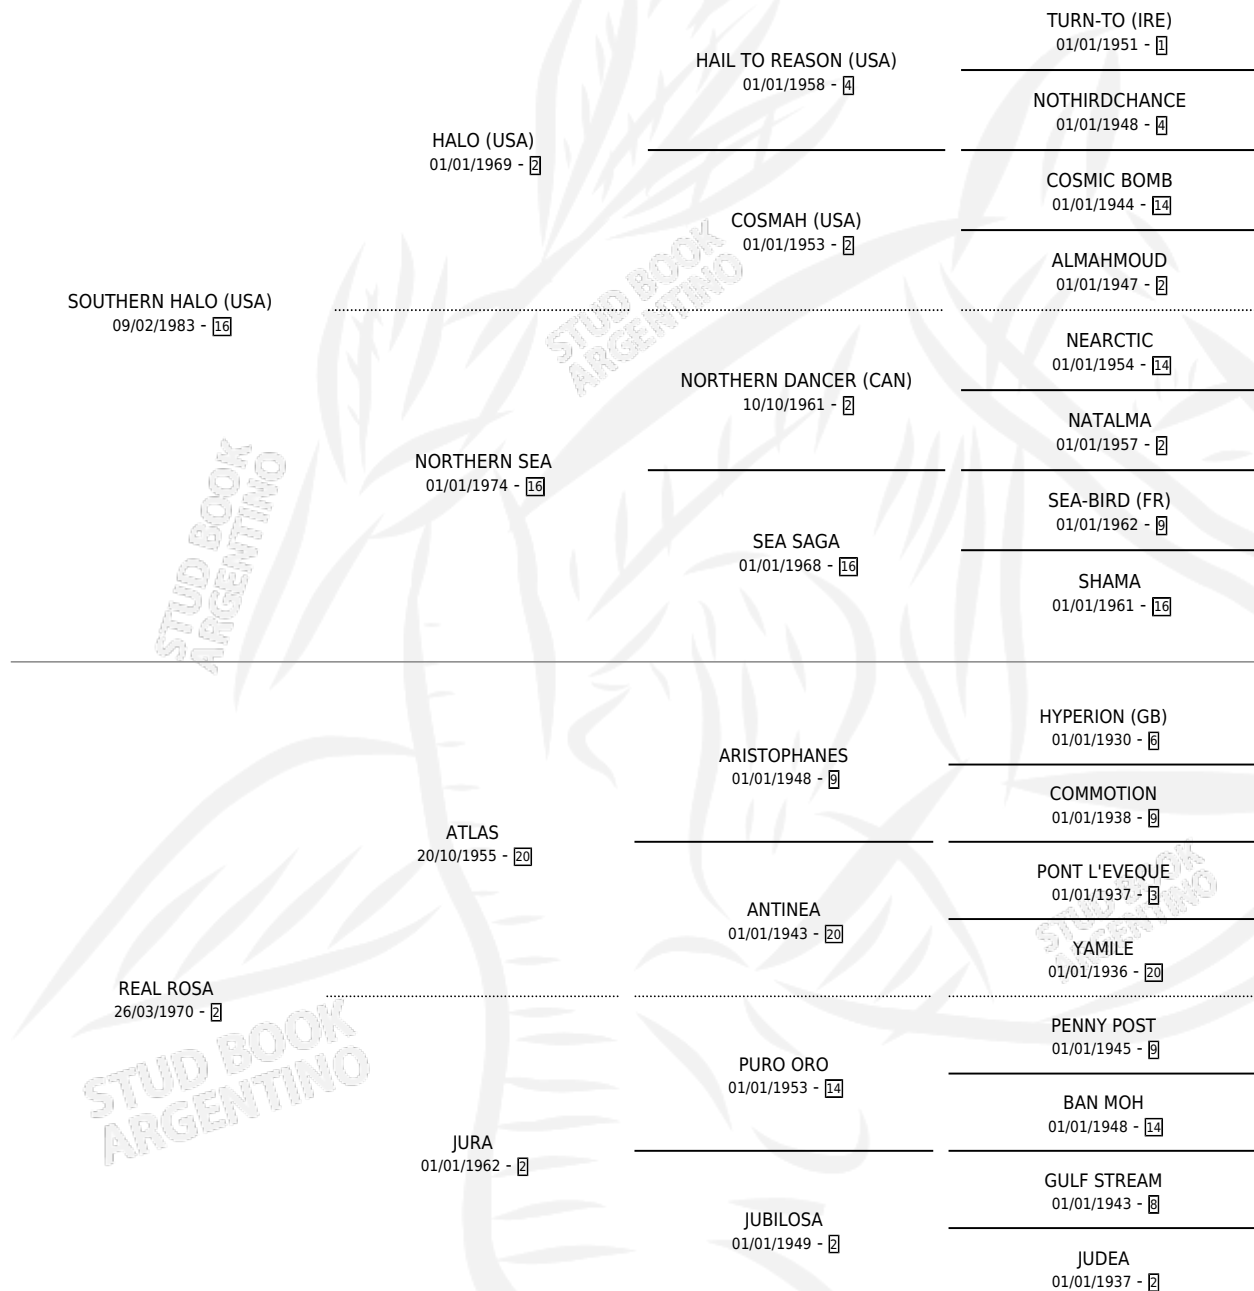 SOUTHERN HALO (USA)
09/02/1983 - 16
HALO (USA)
01/01/1969 - 2
HAIL TO REASON (USA)
01/01/1958 - 4
TURN-TO (IRE)
01/01/1951 - 1
NOTHIRDCHANCE
01/01/1948 - 4
COSMAH (USA)
01/01/1953 - 2
COSMIC BOMB
01/01/1944 - 14
ALMAHMOUD
01/01/1947 - 2
NORTHERN SEA
01/01/1974 - 16
NORTHERN DANCER (CAN)
10/10/1961 - 2
NEARCTIC
01/01/1954 - 14
NATALMA
01/01/1957 - 2
SEA SAGA
01/01/1968 - 16
SEA-BIRD (FR)
01/01/1962 - 9
SHAMA
01/01/1961 - 16
REAL ROSA
26/03/1970 - 2
ATLAS
20/10/1955 - 20
ARISTOPHANES
01/01/1948 - 9
HYPERION (GB)
01/01/1930 - 6
COMMOTION
01/01/1938 - 9
ANTINEA
01/01/1943 - 20
PONT L'EVEQUE
01/01/1937 - 3
YAMILE
01/01/1936 - 20
JURA
01/01/1962 - 2
PURO ORO
01/01/1953 - 14
PENNY POST
01/01/1945 - 9
BAN MOH
01/01/1948 - 14
JUBILOSA
01/01/1949 - 2
GULF STREAM
01/01/1943 - 8
JUDEA
01/01/1937 - 2
STUD BOOK
ARGENTINO
STUD BOOK
ARGENTINO
STUD BOOK
ARGENTINO
STUD BOOK
ARGENTINO